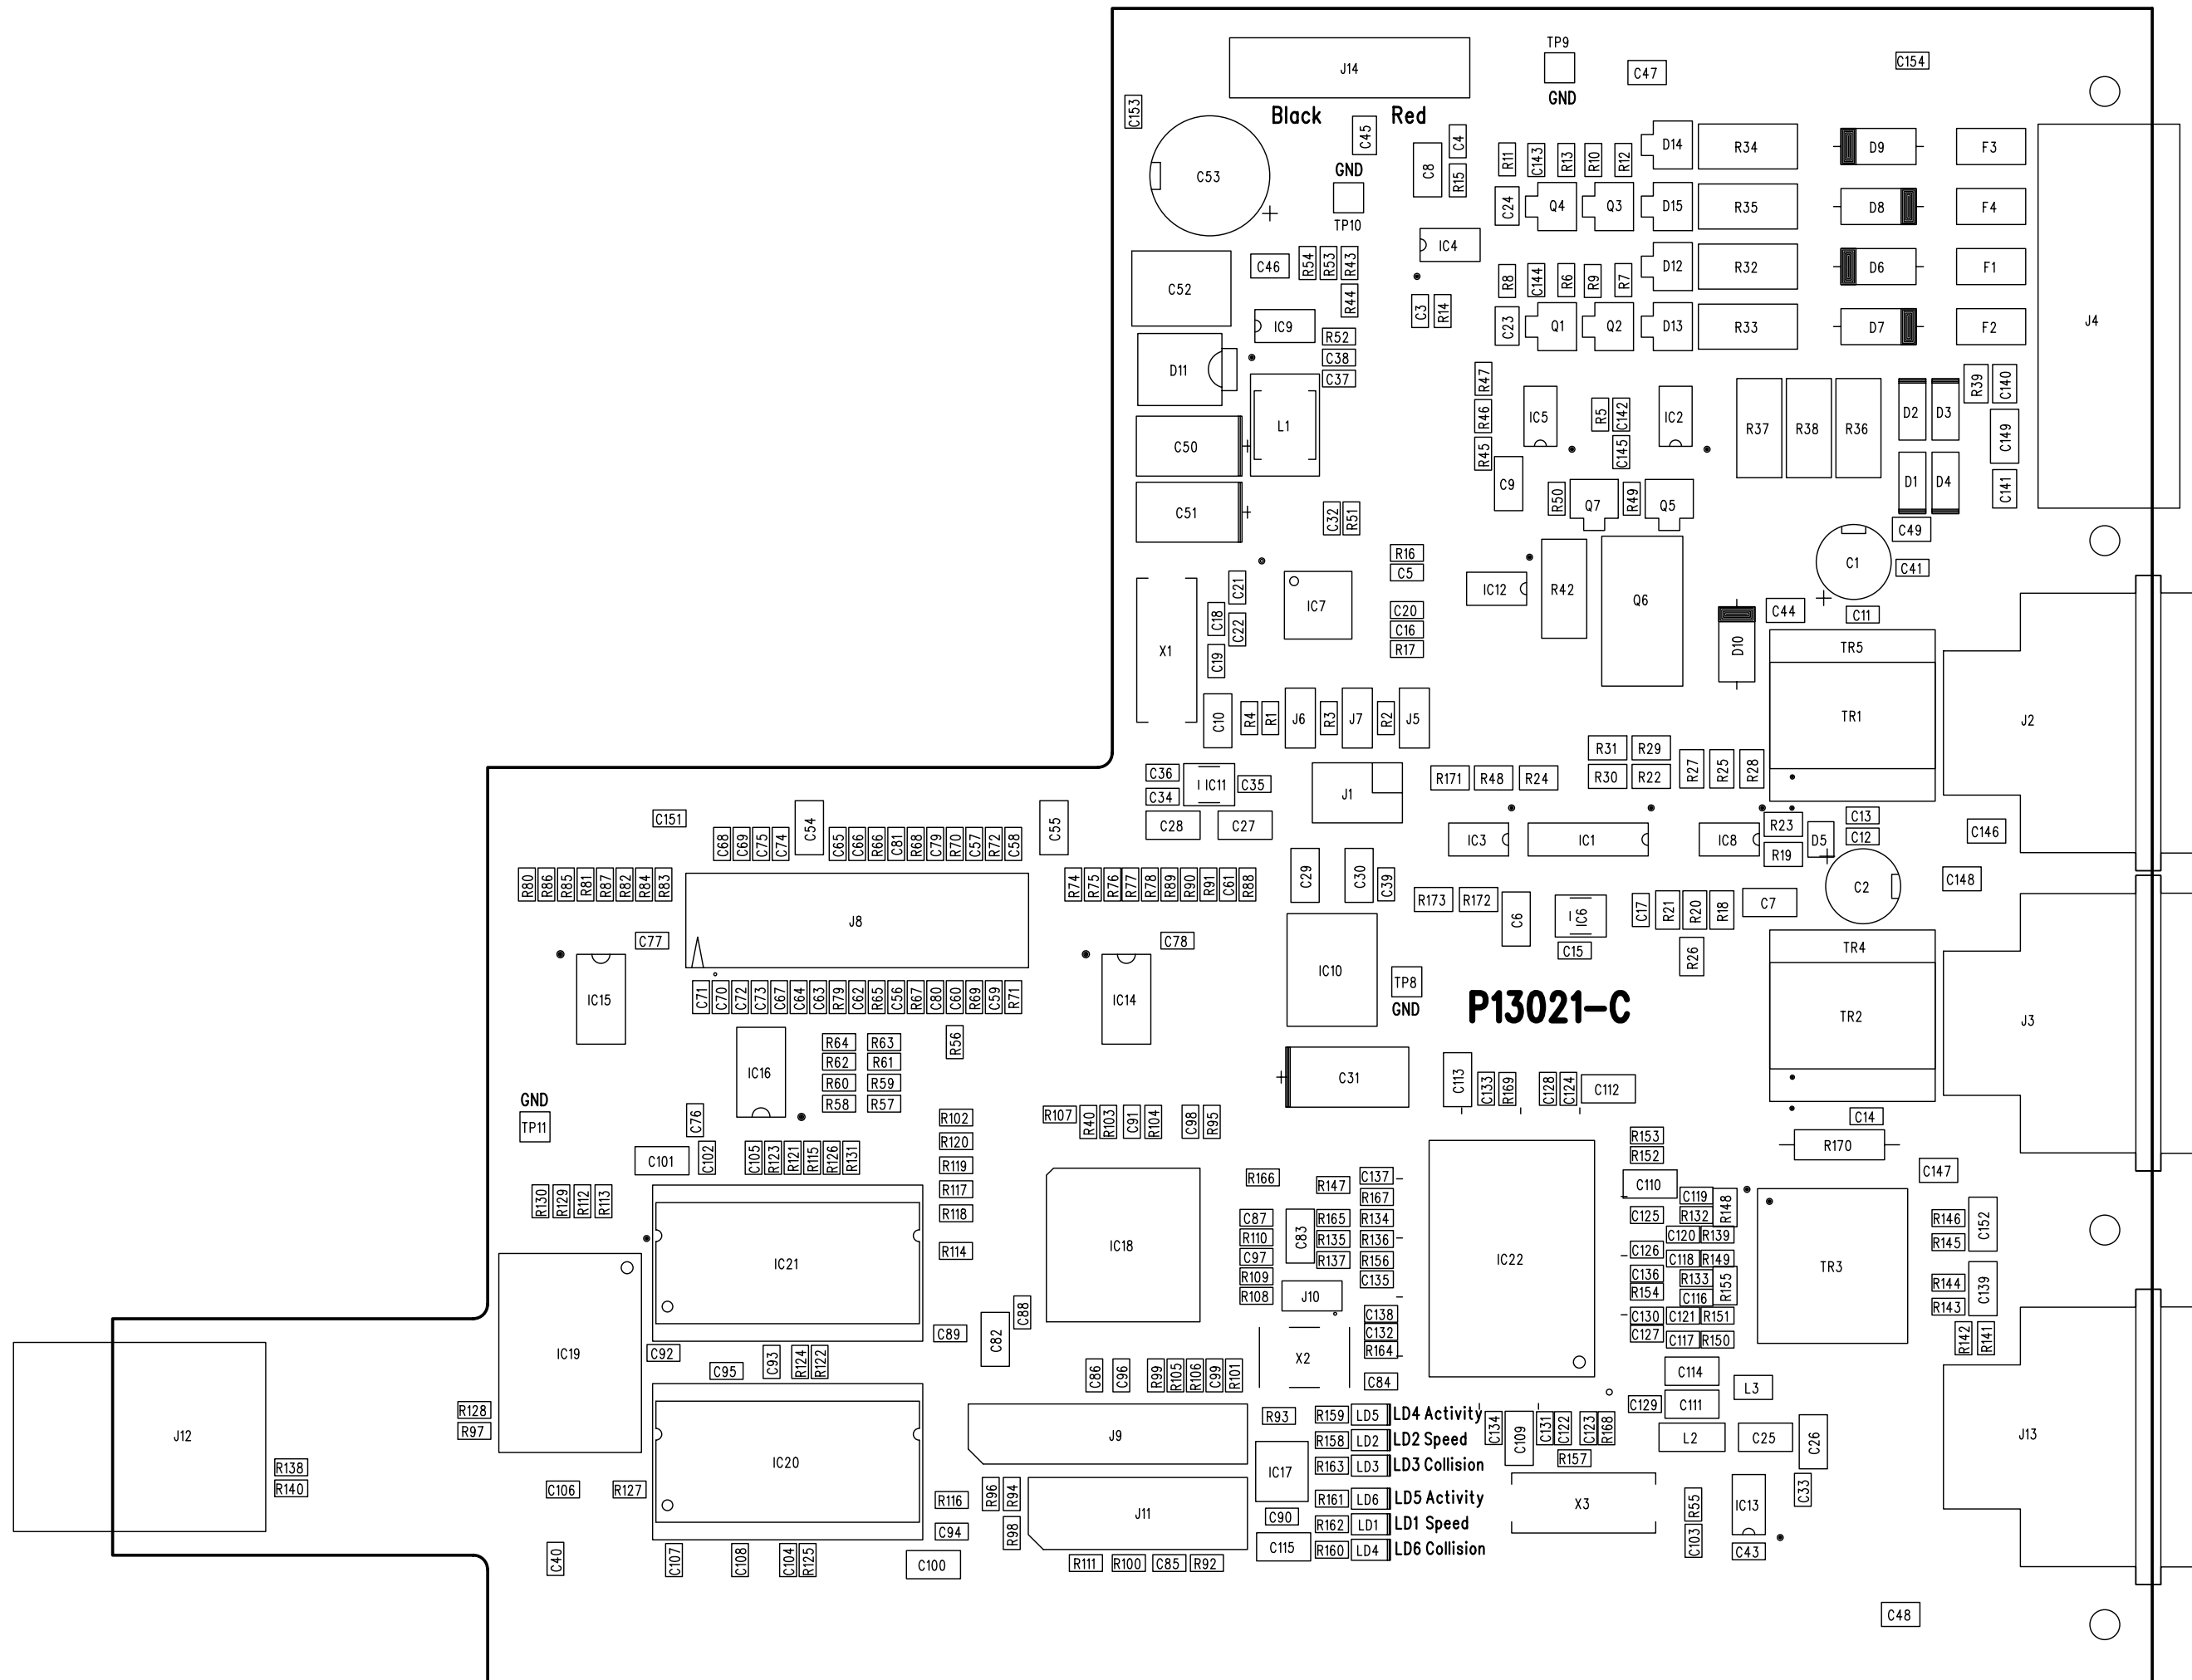 J14
TP9
GND
C47
C154
C153
Black Red
C45
C53
GND
TP10
C8
C4
R15
R11
C143
R13
R10
R12
D14
R34
D9
F3
C24
Q4
Q3
D15
R35
D8
F4
IC4
C46
R54
R53
R43
R44
C52
C3
R14
R8
C144
R6
R9
R7
D12
R32
D6
F1
J4
IC9
C23
Q1
Q2
D13
R33
D7
F2
R52
C38
C37
D11
L1
R47
R46
R45
IC5
R5
C142
C145
IC2
R37
R38
R36
D2
D3
R39
C140
C149
C50
C51
C9
R50
Q7
R49
Q5
D1
D4
C141
C49
C32
R51
R16
C5
C1
C41
C21
C18
C22
C19
IC7
C20
C16
R17
IC12
R42
Q6
D10
C44
C11
TR5
X1
C10
R4
R1
J6
R3
J7
R2
J5
TR1
J2
R31
R29
R30
R22
R27
R25
R28
C36
C34
IC11
C35
J1
R171
R48
R24
C28
C27
IC3
IC1
IC8
R23
R19
D5
C13
C12
C146
C151
C54
C55
C68
C69
C75
C74
C65
C66
R66
C81
R68
C79
R70
C57
R72
C58
R80
R86
R85
R81
R87
R82
R84
R83
R74
R75
R76
R77
R78
R89
R90
R91
C61
R88
C29
C30
C39
R173
R172
C6
IC6
C15
C17
R21
R20
R18
R26
C7
C2
C148
J8
C77
C78
IC15
IC14
IC10
TP8
GND
P13021-C
TR4
TR2
J3
C71
C70
C72
C73
C67
C64
C63
R79
C62
R65
C56
R67
C80
C60
R69
C59
R71
IC16
R64
R63
R62
R61
R60
R59
R58
R57
R56
C31
C113
C133
R169
C128
C124
C112
C14
R170
GND
TP11
C76
C101
C102
C105
R123
R121
R115
R126
R131
R102
R120
R119
R117
R118
R114
R107
R40
R103
C91
R104
C98
R95
R153
R152
C110
C147
R130
R129
R112
R113
IC21
IC18
R166
C87
R110
C97
R109
R108
C83
R147
R165
R135
R137
C137
R167
R134
R136
R156
C135
J10
C138
C132
R164
C84
X2
IC22
C125
C126
C136
R154
C130
C127
C119
R132
C120
R139
C118
R149
R133
C116
C121
R151
C117
R150
R148
R155
TR3
R146
R145
C152
R144
R143
C139
R142
R141
IC19
C92
C95
C93
R124
R122
C89
C82
C88
C86
C96
R99
R105
R106
C99
R101
C114
C111
C129
L3
L2
C25
C26
J12
R128
R97
R138
R140
J9
R93
IC17
R159 LD5 LD4 Activity
R158 LD2 LD2 Speed
R163 LD3 LD3 Collision
R161 LD6 LD5 Activity
R162 LD1 LD1 Speed
R160 LD4 LD6 Collision
C134
C109
C131
C122
C123
R168
R157
X3
J13
IC20
C106
R127
R116
C94
R96
R94
R98
J11
C90
C115
R55
C103
IC13
C43
C33
C40
C107
C108
C104
R125
C100
R111
R100
C85
R92
C48